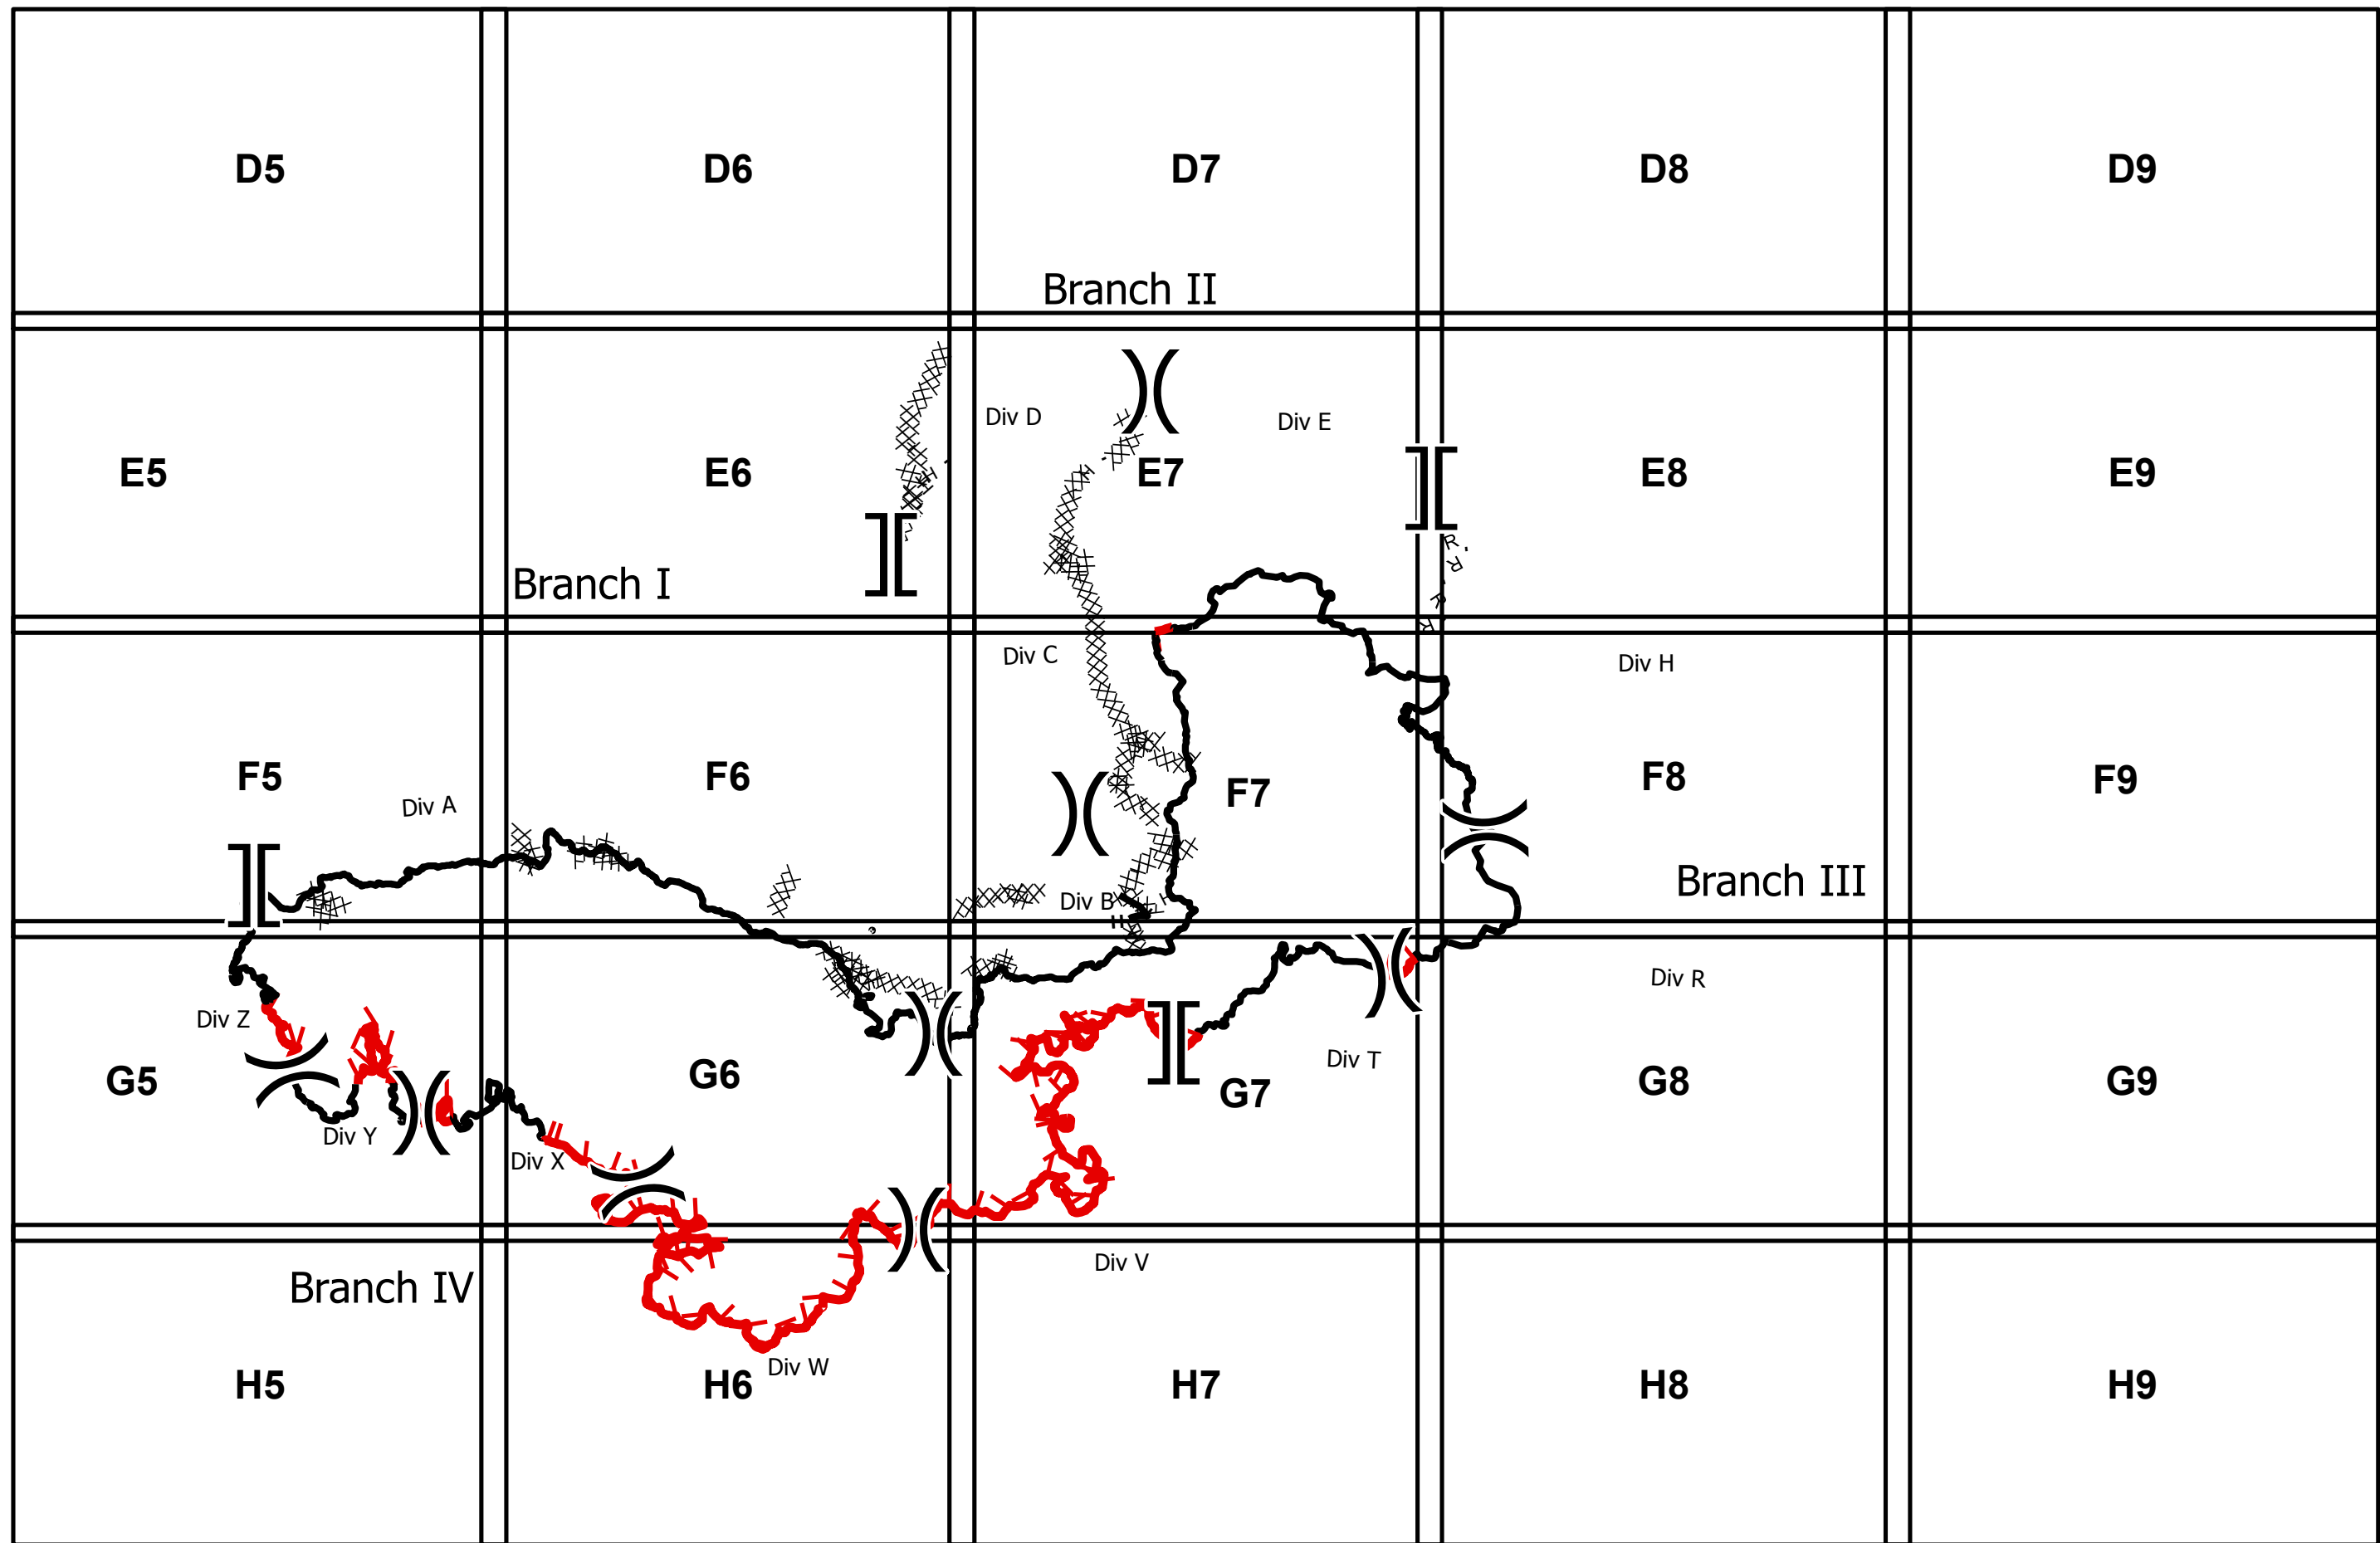 D5 D6 D7 D8 D9
Branch II
Div D Div E
E5 E6 E7 E8 E9
R
R
Branch I
R
R
Div C Div H
F5 F6 F7 F8 F9
Div A
Branch III
Div B
H
Div R
Div Z
Div T
G5 G6 G7 G8 G9
Div Y
Div X
Div V
Branch IV
Div W
H5 H6 H7 H8 H9